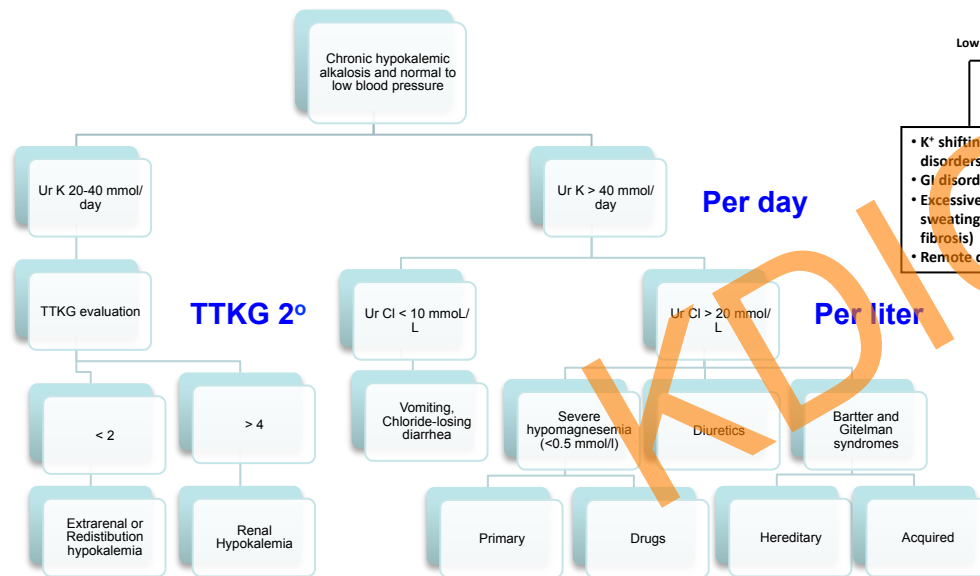 Chronic hypokalemic
alkalosis and normal to
low blood pressure
Ur K 20-40 mmol/
day
Ur K > 40 mmol/
day
Per day
TTKG evaluation
TTKG 2º
Ur Cl < 10 mmoL/
L
Ur Cl > 20 mmol/
L
Per liter
< 2
> 4
Vomiting,
Chloride-losing
diarrhea
Severe
hypomagnesemia
(<0.5 mmol/l)
Diuretics
Bartter and
Gitelman
syndromes
Extrarenal or
Redistibution
hypokalemia
Renal
Hypokalemia
Primary
Drugs
Hereditary
Acquired
Low
• K⁺ shifting
disorders
• GI disord
• Excessive
sweating
fibrosis)
• Remote
KDIG